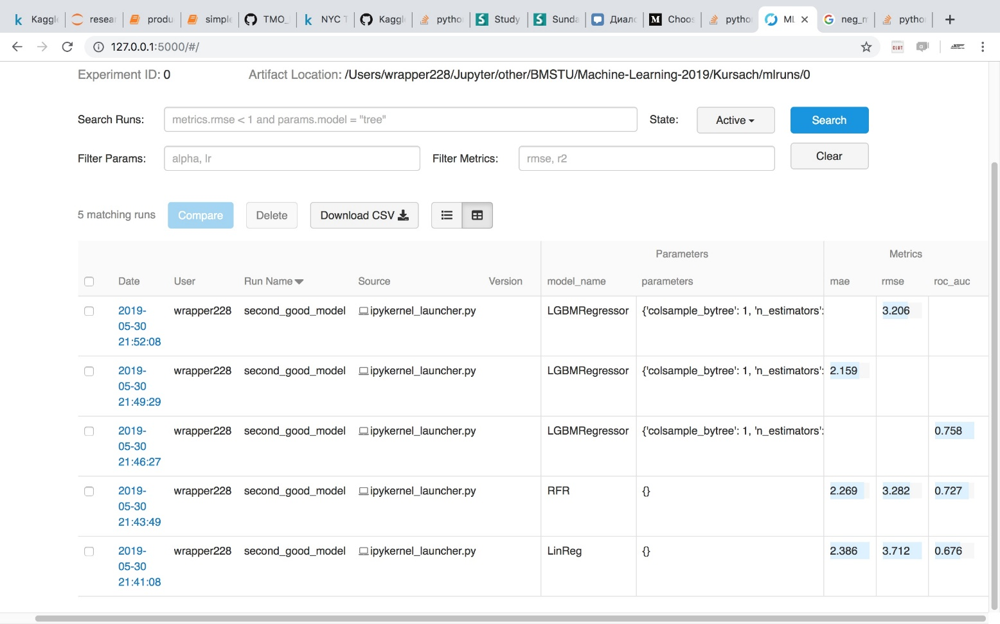 Kaggl
resear
produ
simple
TMO_
NYC T
Kaggl
pytho
Study
Sunda
Диало
Choos
pytho
ML
neg_m
pytho
127.0.0.1:5000/#/
Experiment ID: 0 Artifact Location: /Users/wrapper228/Jupyter/other/BMSTU/Machine-Learning-2019/Kursach/mlruns/0
Search Runs: metrics.rmse < 1 and params.model = "tree" State: Active Search
Filter Params: alpha, lr Filter Metrics: rmse, r2 Clear
5 matching runs Compare Delete Download CSV
Parameters Metrics
Date User Run Name Source Version model_name parameters mae rmse roc_auc
2019- wrapper228 second_good_model ipykernel_launcher.py LGBMRegressor {'colsample_bytree': 1, 'n_estimators': 3.206
05-30
21:52:08
2019- wrapper228 second_good_model ipykernel_launcher.py LGBMRegressor {'colsample_bytree': 1, 'n_estimators': 2.159
05-30
21:49:29
2019- wrapper228 second_good_model ipykernel_launcher.py LGBMRegressor {'colsample_bytree': 1, 'n_estimators': 0.758
05-30
21:46:27
2019- wrapper228 second_good_model ipykernel_launcher.py RFR {} 2.269 3.282 0.727
05-30
21:43:49
2019- wrapper228 second_good_model ipykernel_launcher.py LinReg {} 2.386 3.712 0.676
05-30
21:41:08